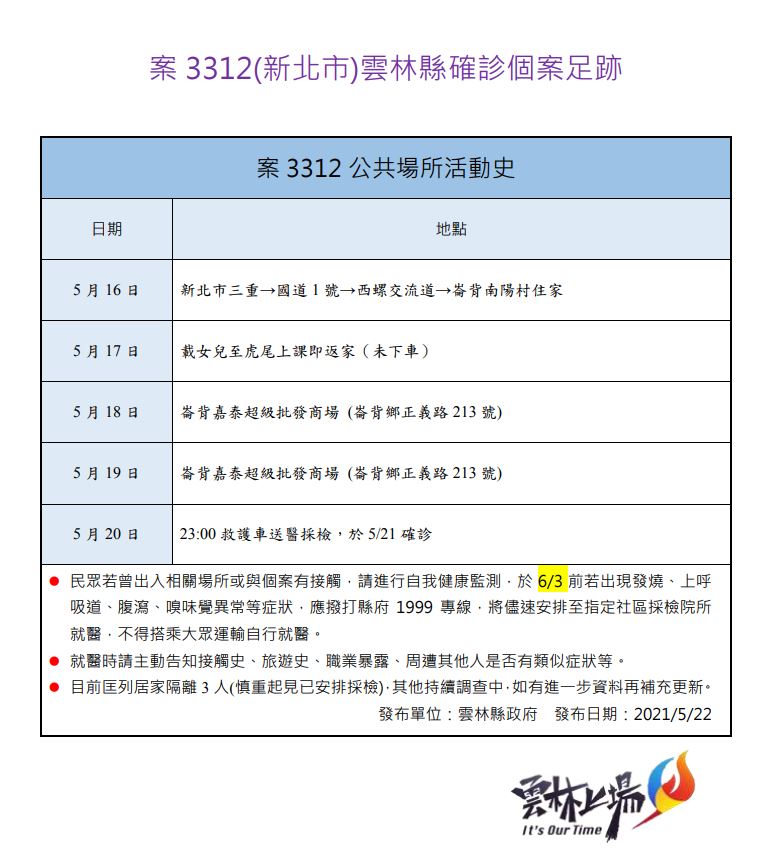 案 3312(新北市)雲林縣確診個案足跡
案 3312 公共場所活動史
日期 地點
5 月 16 日 新北市三重→國道 1 號→西螺交流道→崙背南陽村住家
5 月 17 日 載女兒至虎尾上課即返家（未下車）
5 月 18 日 崙背嘉泰超級批發商場 (崙背鄉正義路 213 號)
5 月 19 日 崙背嘉泰超級批發商場 (崙背鄉正義路 213 號)
5 月 20 日 23:00 救護車送醫採檢，於 5/21 確診
● 民眾若曾出入相關場所或與個案有接觸，請進行自我健康監測，於 6/3 前若出現發燒、上呼
吸道、腹瀉、嗅味覺異常等症狀，應撥打縣府 1999 專線，將儘速安排至指定社區採檢院所
就醫，不得搭乘大眾運輸自行就醫。
● 就醫時請主動告知接觸史、旅遊史、職業暴露、周遭其他人是否有類似症狀等。
● 目前匡列居家隔離 3 人(慎重起見已安排採檢)，其他持續調查中，如有進一步資料再補充更新。
發布單位：雲林縣政府 發布日期：2021/5/22
雲林上場
It's Our Time